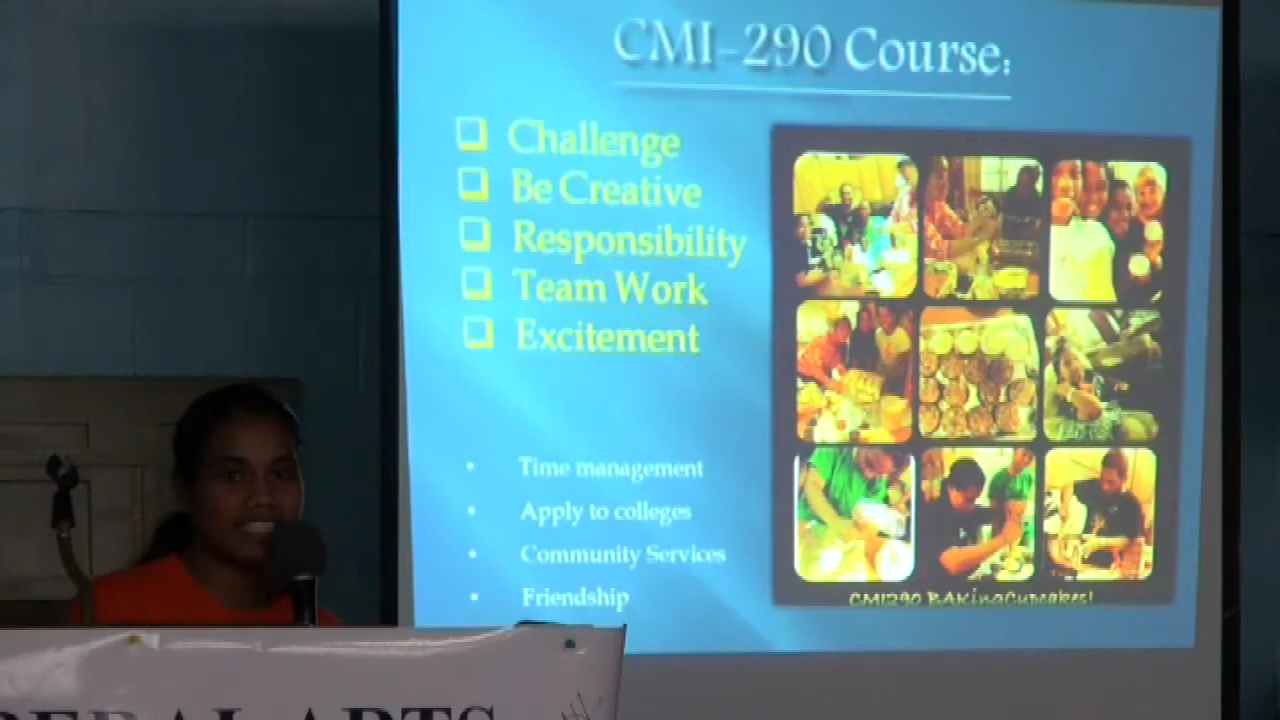 CMI-290 Course:
Challenge
Be Creative
Responsibility
Team Work
Excitement
• Time management
• Apply to colleges
• Community Services
• Friendship
CMI290 BAKingCupcakes!
ARTS